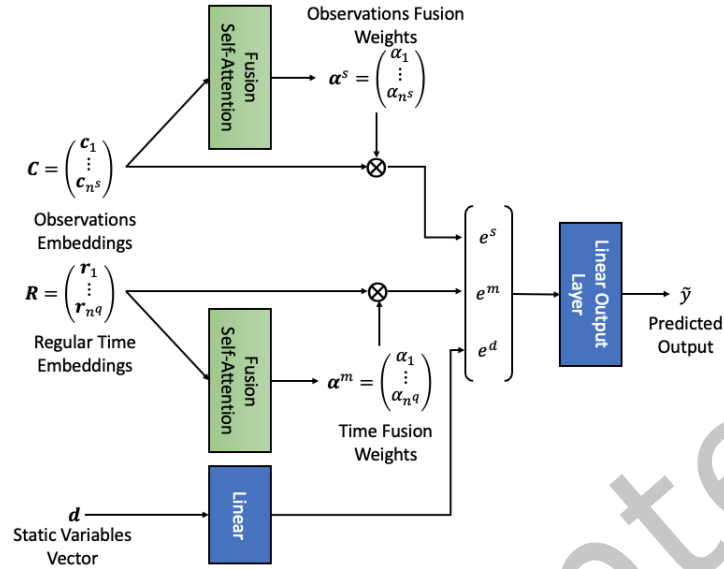 Observations Fusion
Weights
Fusion
Self-Attention
α^s = (α_1 ⋮ α_{n^s})
C = (c_1 ⋮ c_{n^s})
Observations
Embeddings
R = (r_1 ⋮ r_{n^q})
Regular Time
Embeddings
Fusion
Self-Attention
α^m = (α_1 ⋮ α_{n^q})
Time Fusion
Weights
e^s
e^m
e^d
Linear Output
Layer
ỹ
Predicted
Output
d
Static Variables
Vector
Linear